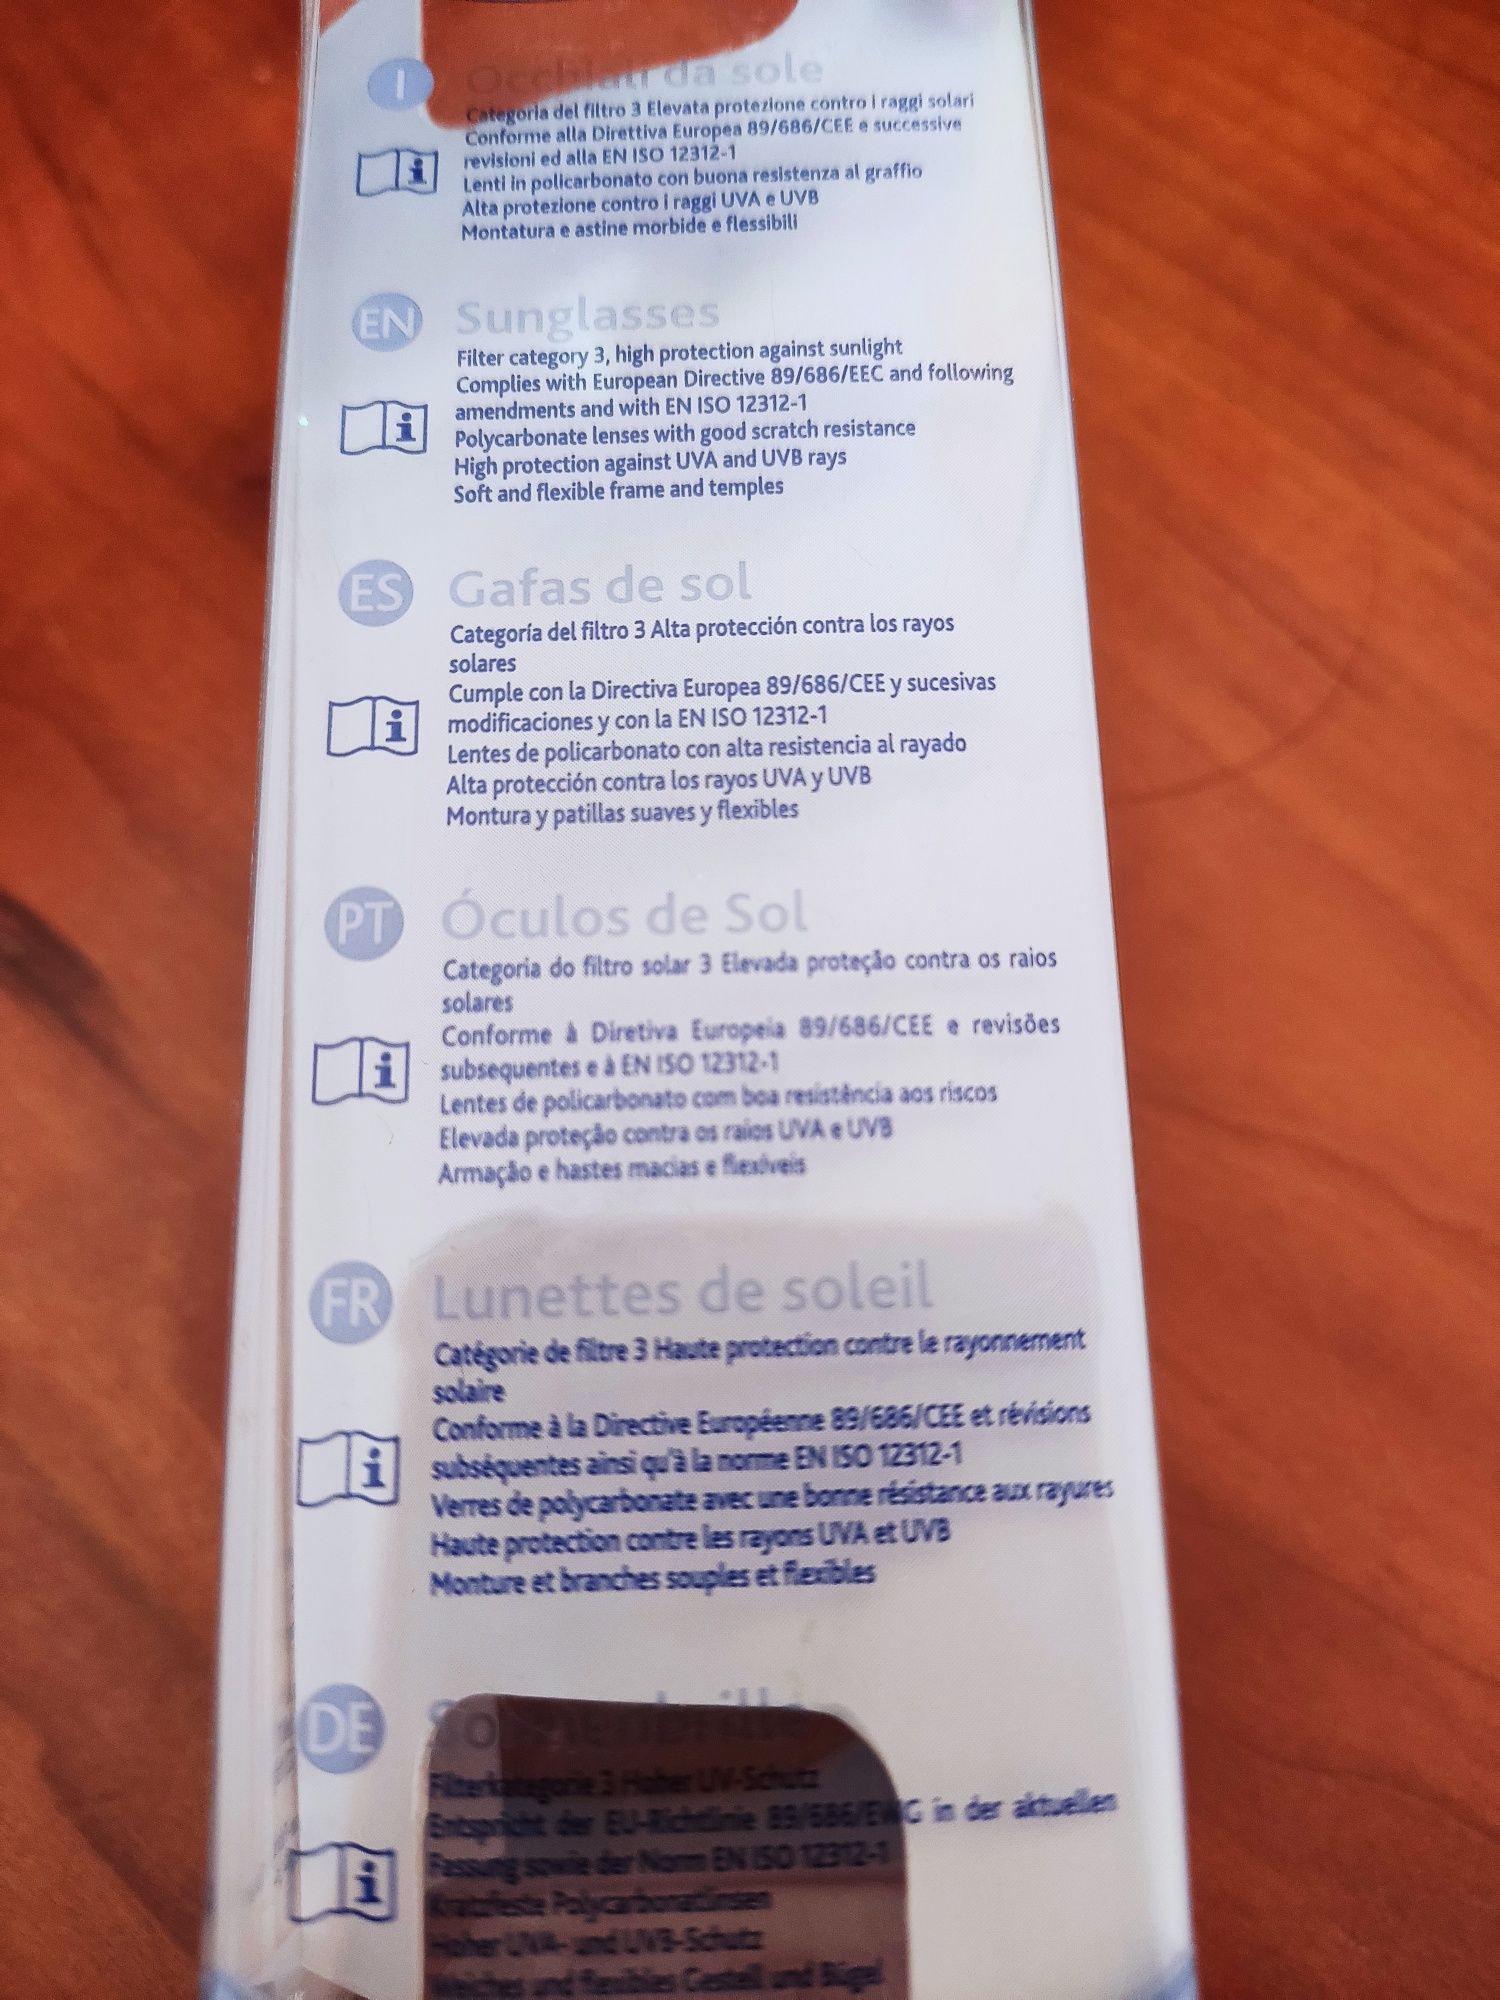 I
Occhiali da sole
Categoria del filtro 3 Elevata protezione contro i raggi solari
Conforme alla Direttiva Europea 89/686/CEE e successive
revisioni ed alla EN ISO 12312-1
Lenti in policarbonato con buona resistenza al graffio
Alta protezione contro i raggi UVA e UVB
Montatura e astine morbide e flessibili
EN
Sunglasses
Filter category 3, high protection against sunlight
Complies with European Directive 89/686/EEC and following
amendments and with EN ISO 12312-1
Polycarbonate lenses with good scratch resistance
High protection against UVA and UVB rays
Soft and flexible frame and temples
ES
Gafas de sol
Categoría del filtro 3 Alta protección contra los rayos
solares
Cumple con la Directiva Europea 89/686/CEE y sucesivas
modificaciones y con la EN ISO 12312-1
Lentes de policarbonato con alta resistencia al rayado
Alta protección contra los rayos UVA y UVB
Montura y patillas suaves y flexibles
PT
Óculos de Sol
Categoria do filtro solar 3 Elevada proteção contra os raios
solares
Conforme à Diretiva Europeia 89/686/CEE e revisões
subsequentes e à EN ISO 12312-1
Lentes de policarbonato com boa resistência aos riscos
Elevada proteção contra os raios UVA e UVB
Armação e hastes macias e flexíveis
FR
Lunettes de soleil
Catégorie de filtre 3 Haute protection contre le rayonnement
solaire
Conforme à la Directive Européenne 89/686/CEE et révisions
subséquentes ainsi qu'à la norme EN ISO 12312-1
Verres de polycarbonate avec une bonne résistance aux rayures
Haute protection contre les rayons UVA et UVB
Monture et branches souples et flexibles
DE
Filterkategorie 3 Hoher UV-Schutz
Entspricht der EU-Richtlinie 89/686/EWG in der aktuellen
Fassung sowie der Norm EN ISO 12312-1
Kratzfeste Polycarbonatlinsen
Hoher UVA- und UVB-Schutz
Weiches und flexibles Gestell und Bügel